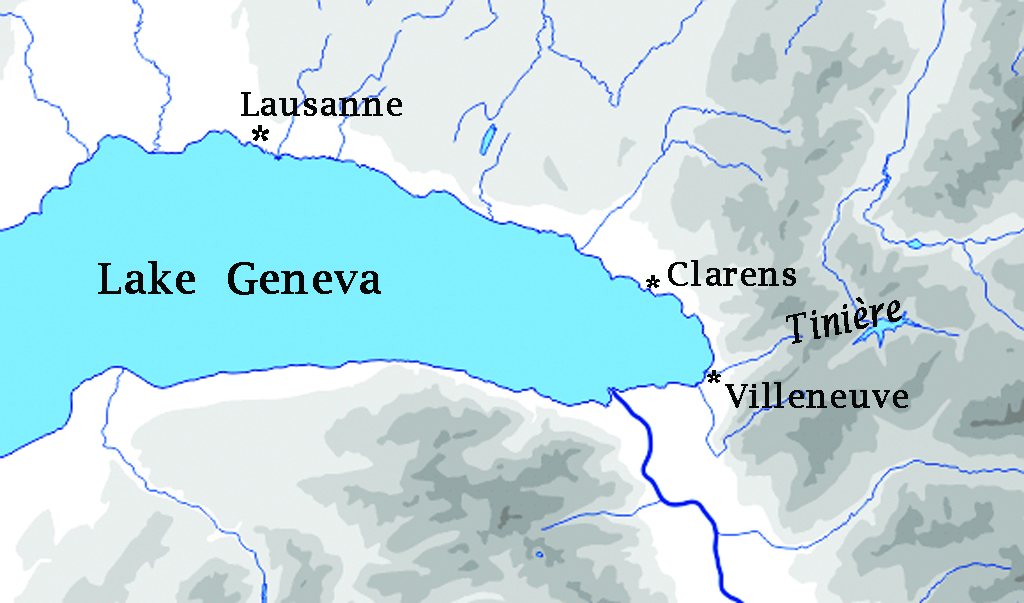 Lausanne
*
Lake Geneva
* Clarens
Tinière
*
Villeneuve